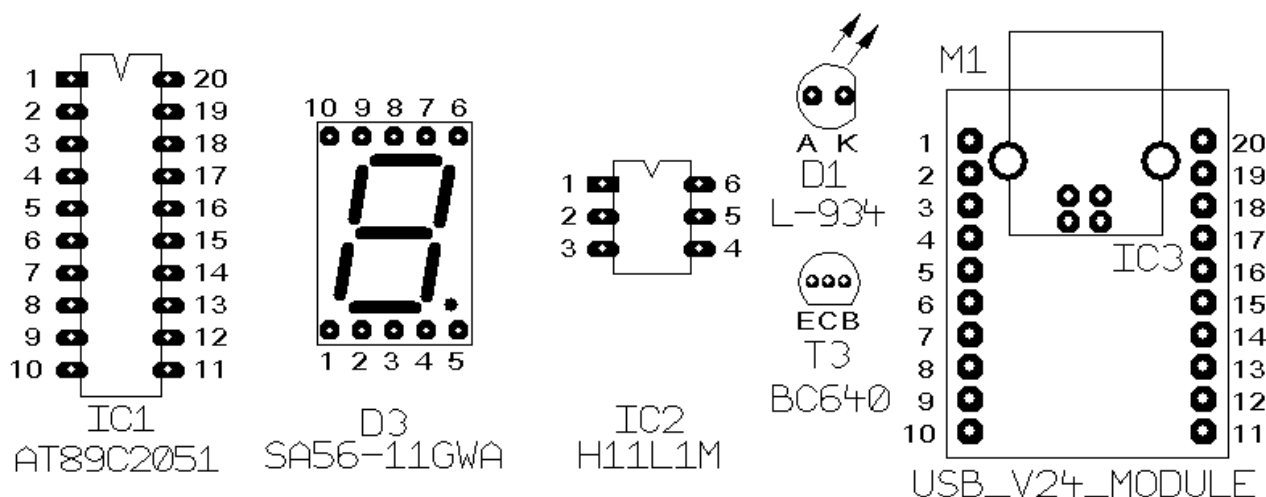 1 20
2 19
3 18
4 17
5 16
6 15
7 14
8 13
9 12
10 11
IC1
AT89C2051
10 9 8 7 6
1 2 3 4 5
D3
SA56-11GWA
1 6
2 5
3 4
IC2
H11L1M
A K
D1
L-934
ECB
T3
BC640
M1
1 20
2 19
3 18
4 17
IC3
5 16
6 15
7 14
8 13
9 12
10 11
USB_V24_MODULE